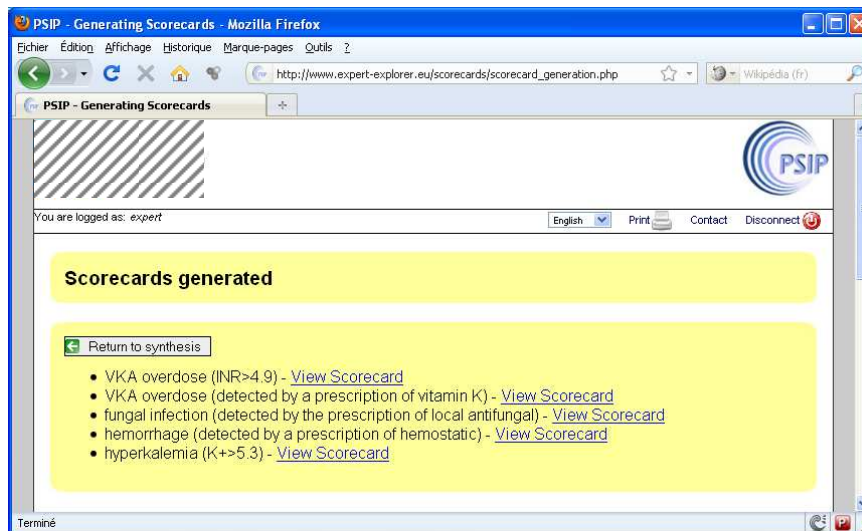 PSIP - Generating Scorecards - Mozilla Firefox
Fichier Édition Affichage Historique Marque-pages Outils ?
http://www.expert-explorer.eu/scorecards/scorecard_generation.php Wikipédia (fr)
PSIP - Generating Scorecards
PSIP
You are logged as: expert English Print Contact Disconnect
Scorecards generated
Return to synthesis
• VKA overdose (INR>4.9) - View Scorecard
• VKA overdose (detected by a prescription of vitamin K) - View Scorecard
• fungal infection (detected by the prescription of local antifungal) - View Scorecard
• hemorrhage (detected by a prescription of hemostatic) - View Scorecard
• hyperkalemia (K+>5.3) - View Scorecard
Terminé